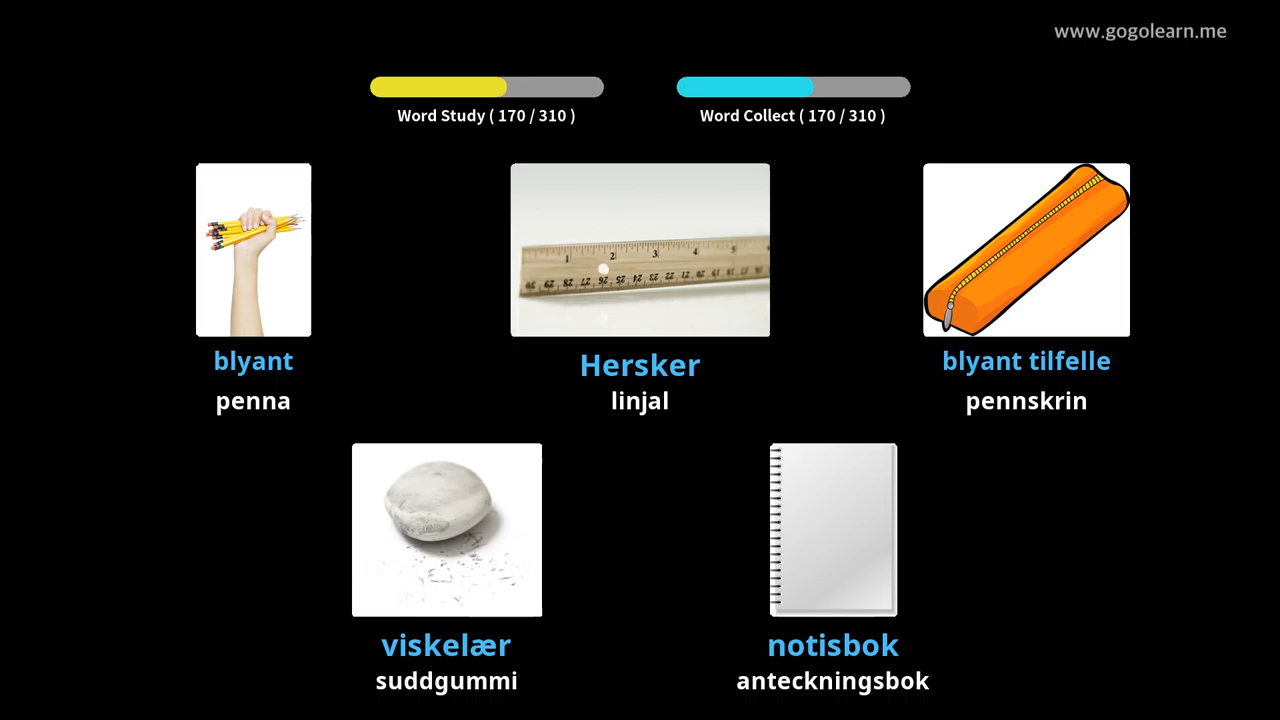 www.gogolearn.me
Word Study ( 170 / 310 )
Word Collect ( 170 / 310 )
blyant
penna
Hersker
linjal
blyant tilfelle
pennskrin
viskelær
suddgummi
notisbok
anteckningsbok